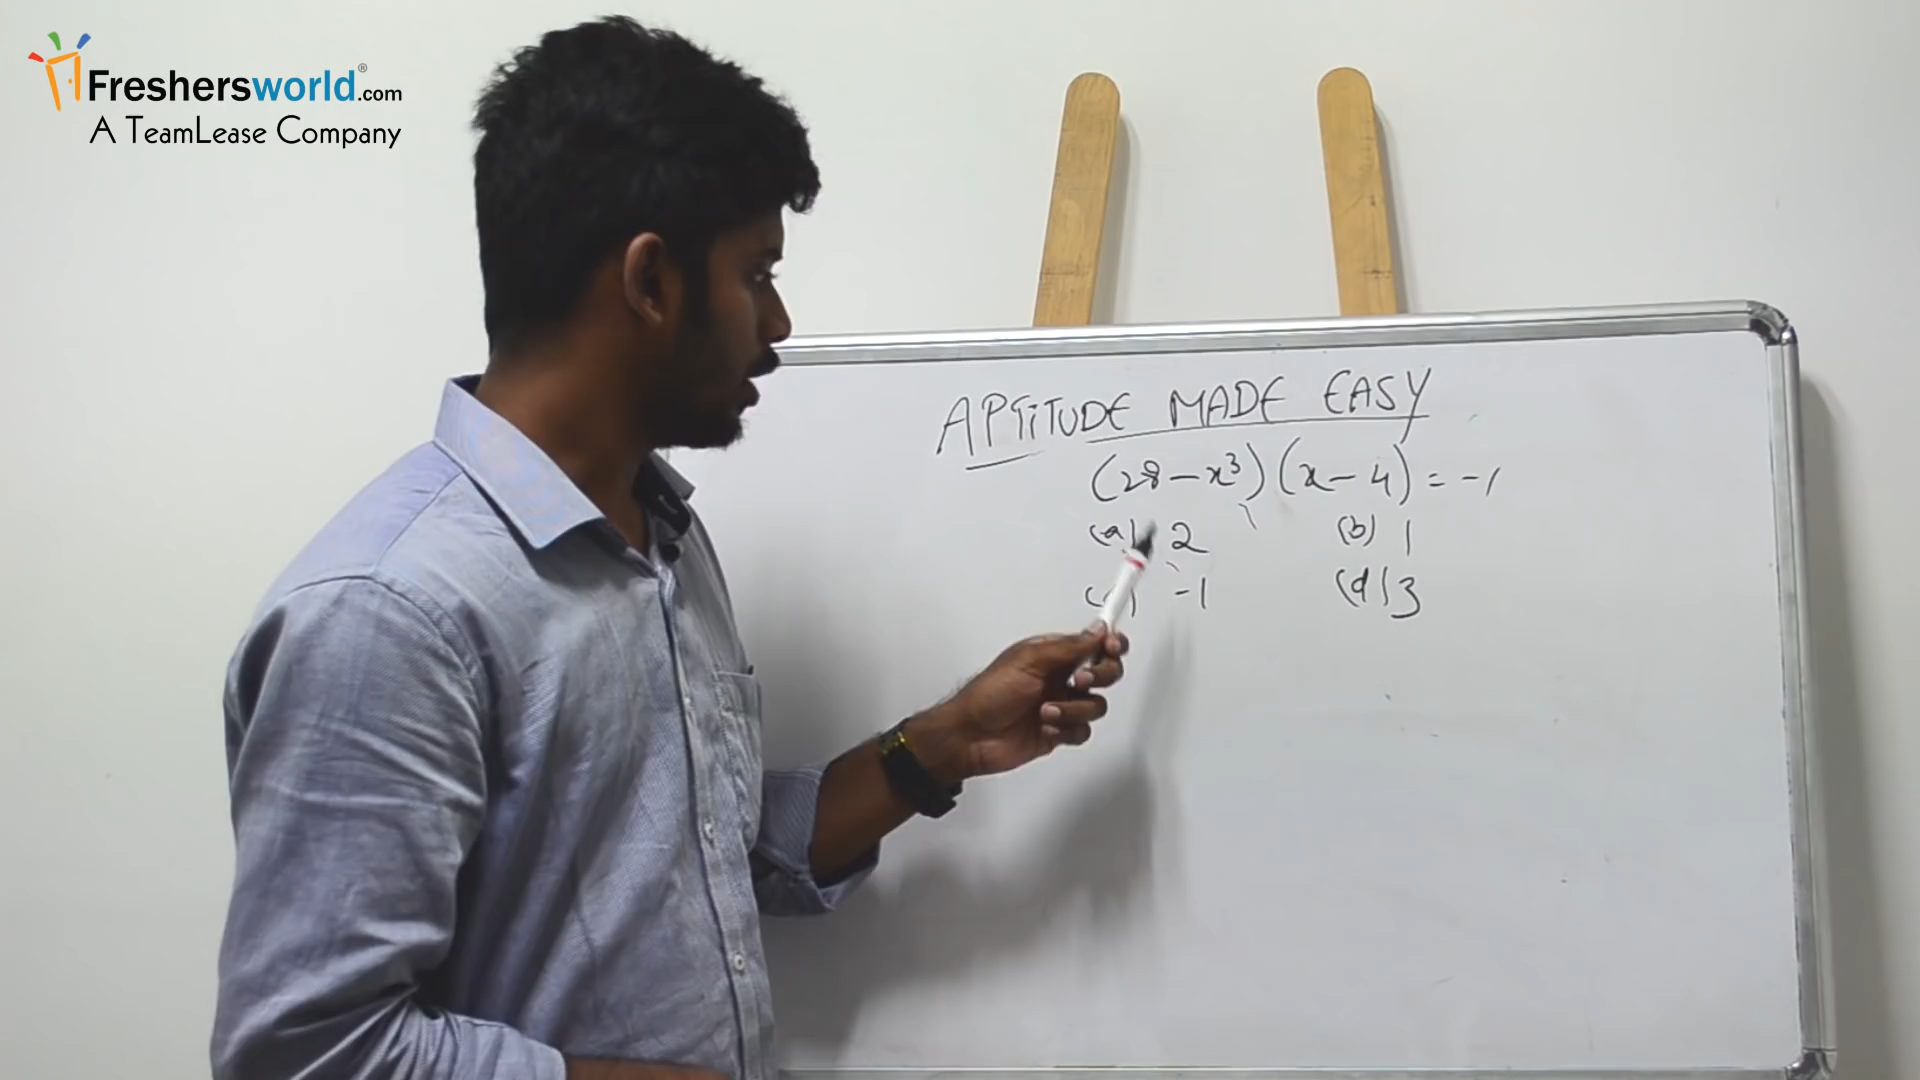 Freshersworld.com®
A TeamLease Company
APTITUDE MADE EASY
(28-x³)(x-4)=-1
(a) 2 (b) 1
(c) -1 (d) 3